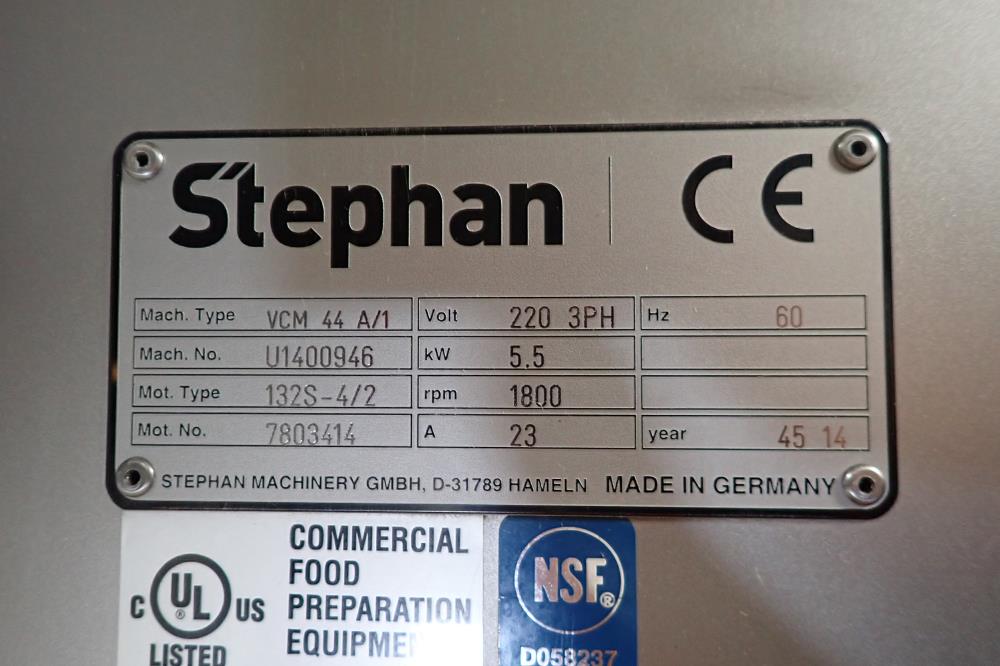 Stephan CE
Mach. Type VCM 44 A/1 Volt 220 3PH Hz 60
Mach. No. U1400946 kW 5.5
Mot. Type 132S-4/2 rpm 1800
Mot. No. 7803414 A 23 year 45 14
STEPHAN MACHINERY GMBH, D-31789 HAMELN MADE IN GERMANY
C UL ® US
LISTED
COMMERCIAL
FOOD
PREPARATION
NSF®
D058237